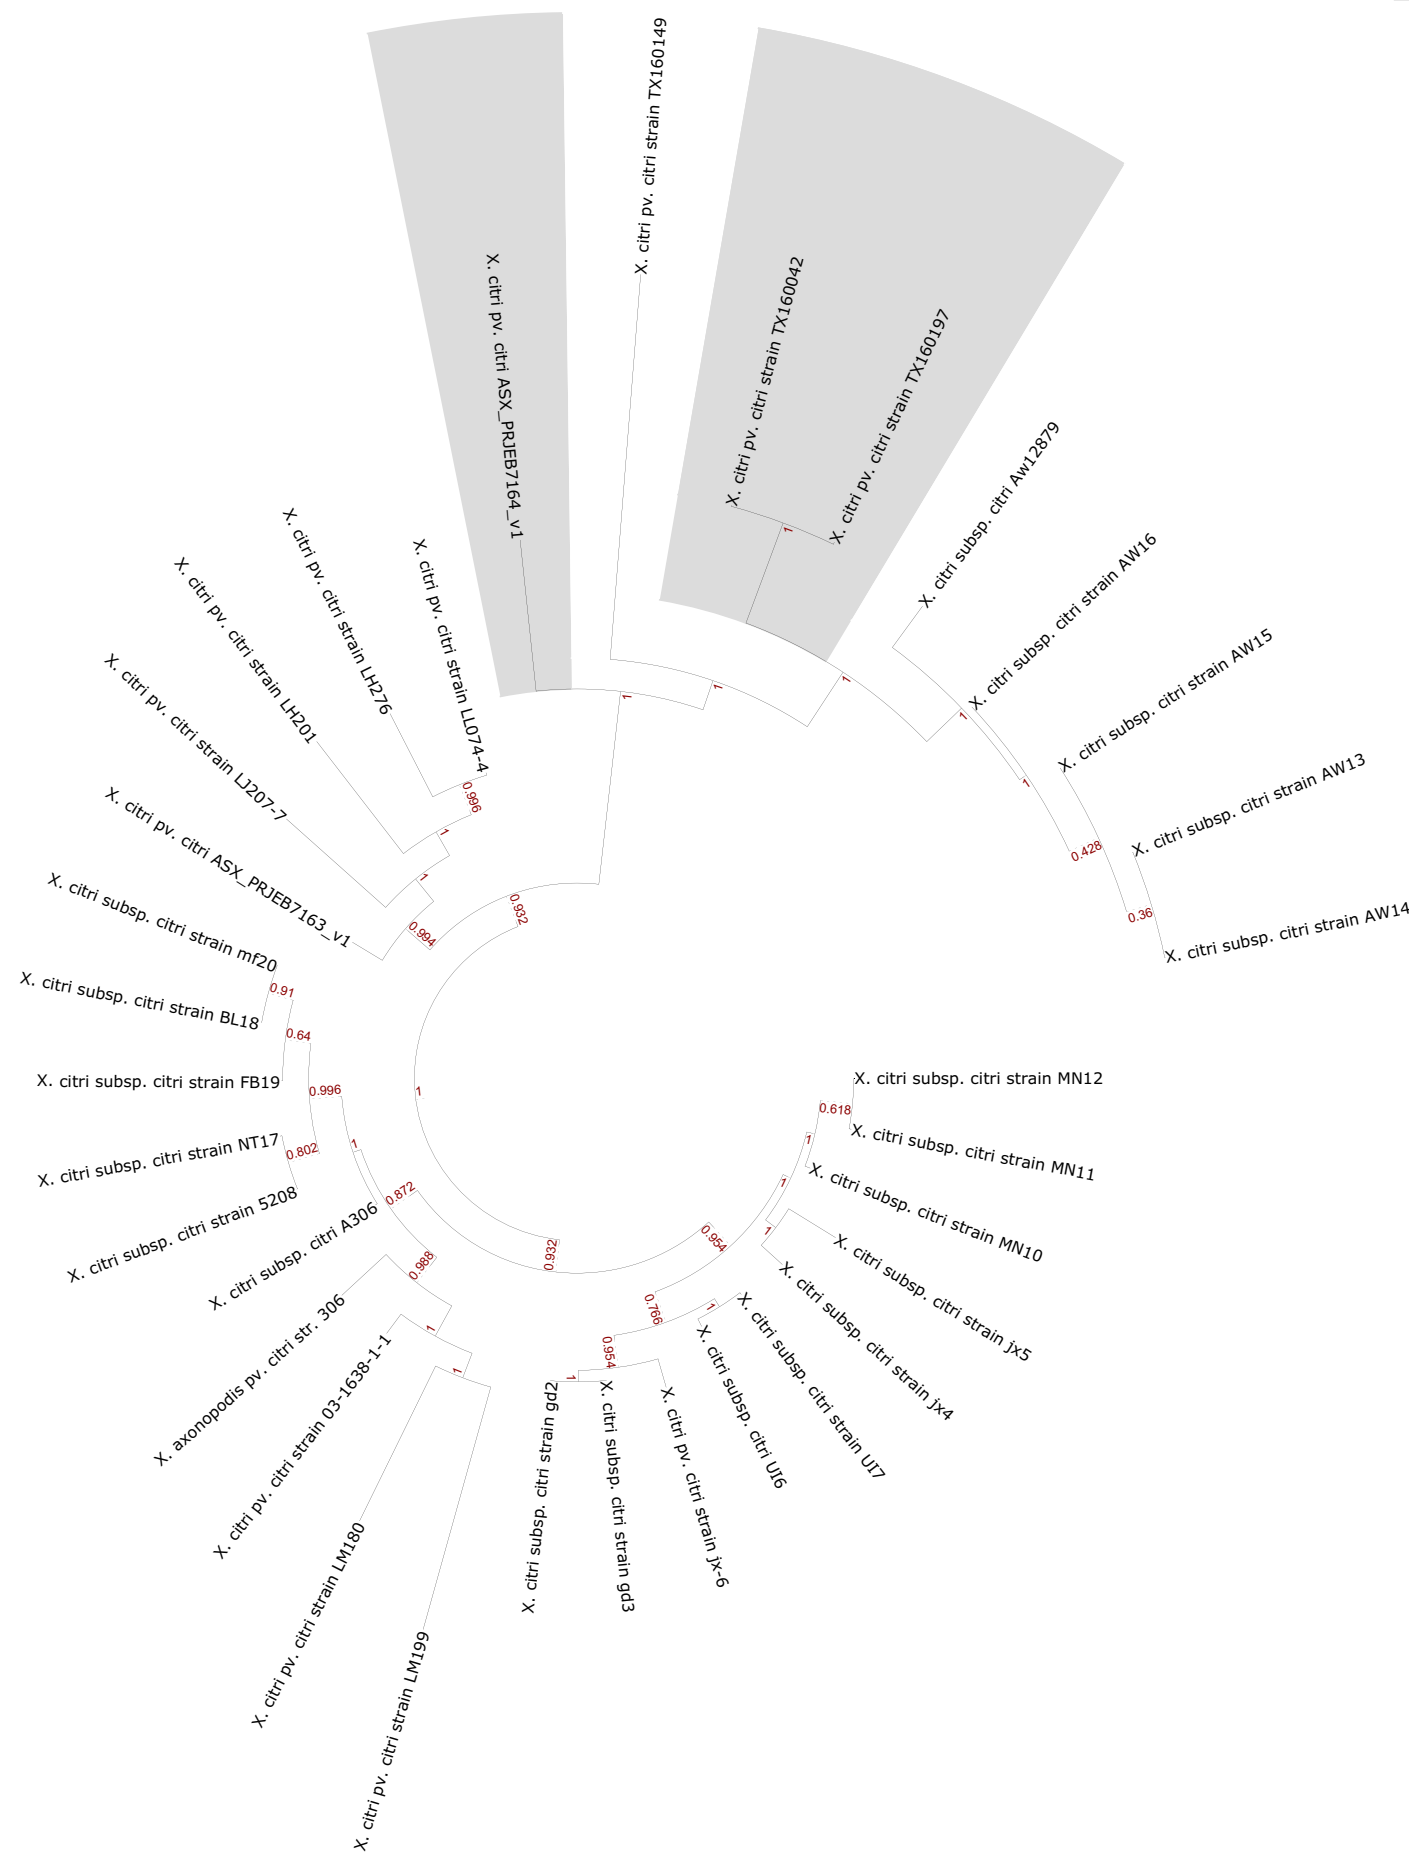 X. citri pv. citri strain TX160149
X. citri pv. citri ASX_PRJEB7164_v1
X. citri pv. citri strain TX160042
X. citri pv. citri strain TX160197
1
X. citri subsp. citri Aw12879
X. citri subsp. citri strain AW16
X. citri subsp. citri strain AW15
X. citri subsp. citri strain AW13
X. citri subsp. citri strain AW14
1
1
1
1
1
0.428
0.36
X. citri pv. citri strain LL074-4
X. citri pv. citri strain LH276
X. citri pv. citri strain LH201
X. citri pv. citri strain LJ207-7
X. citri pv. citri ASX_PRJEB7163_v1
0.996
1
1
0.994
0.932
X. citri subsp. citri strain mf20
X. citri subsp. citri strain BL18
X. citri subsp. citri strain FB19
X. citri subsp. citri strain NT17
X. citri subsp. citri strain 5208
X. citri subsp. citri A306
0.91
0.64
0.996
0.802
1
1
0.872
0.988
0.932
X. axonopodis pv. citri str. 306
X. citri pv. citri strain 03-1638-1-1
X. citri pv. citri strain LM180
X. citri pv. citri strain LM199
1
1
X. citri subsp. citri strain MN12
X. citri subsp. citri strain MN11
X. citri subsp. citri strain MN10
X. citri subsp. citri strain jx5
X. citri subsp. citri strain jx4
X. citri subsp. citri strain UI7
X. citri subsp. citri UI6
X. citri pv. citri strain jx-6
X. citri subsp. citri strain gd3
X. citri subsp. citri strain gd2
0.618
1
1
1
0.954
0.766
1
0.954
1